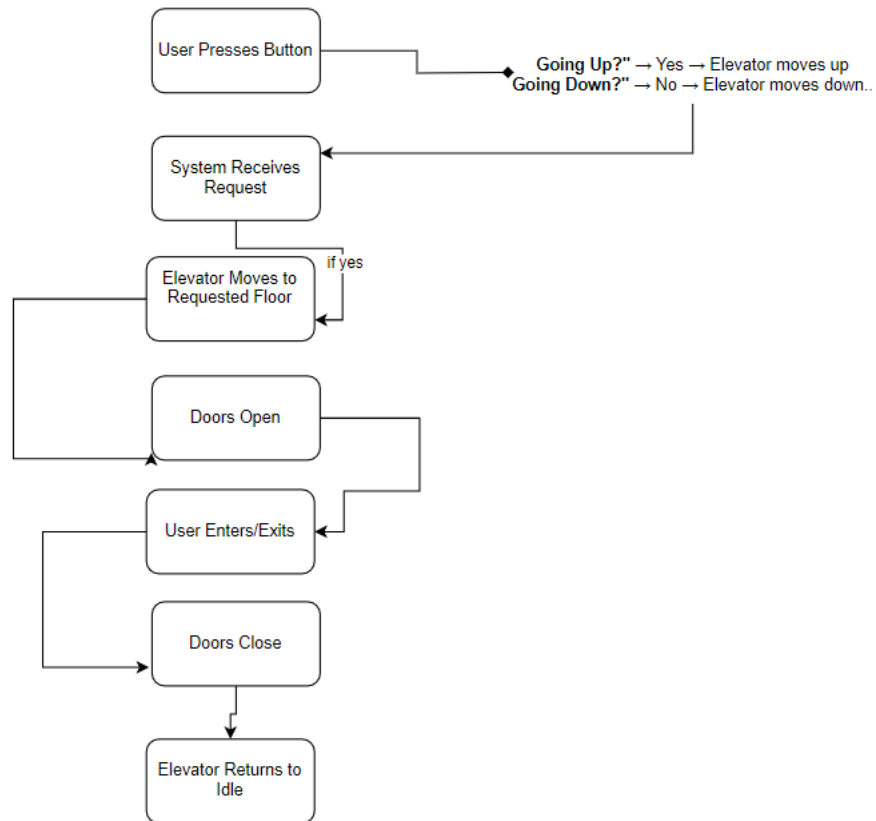 User Presses Button
Going Up?" → Yes → Elevator moves up
Going Down?" → No → Elevator moves down..
System Receives
Request
if yes
Elevator Moves to
Requested Floor
Doors Open
User Enters/Exits
Doors Close
Elevator Returns to
Idle